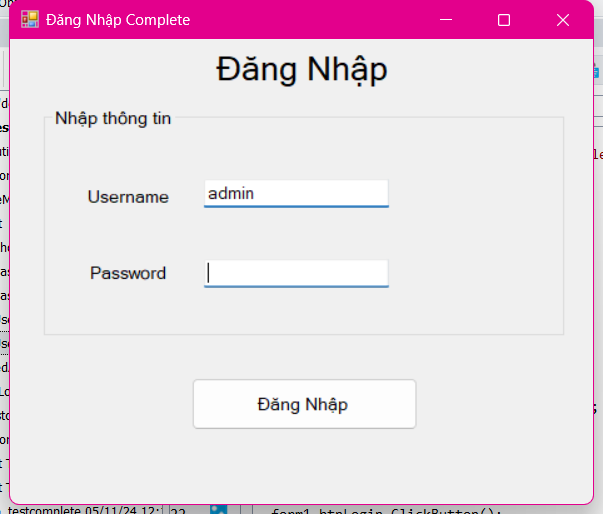 Đăng Nhập Complete
Đăng Nhập
Nhập thông tin
Username
admin
Password
Đăng Nhập
testcomplete 05/11/24 12:
22
form1.btnLogin.ClickButton();